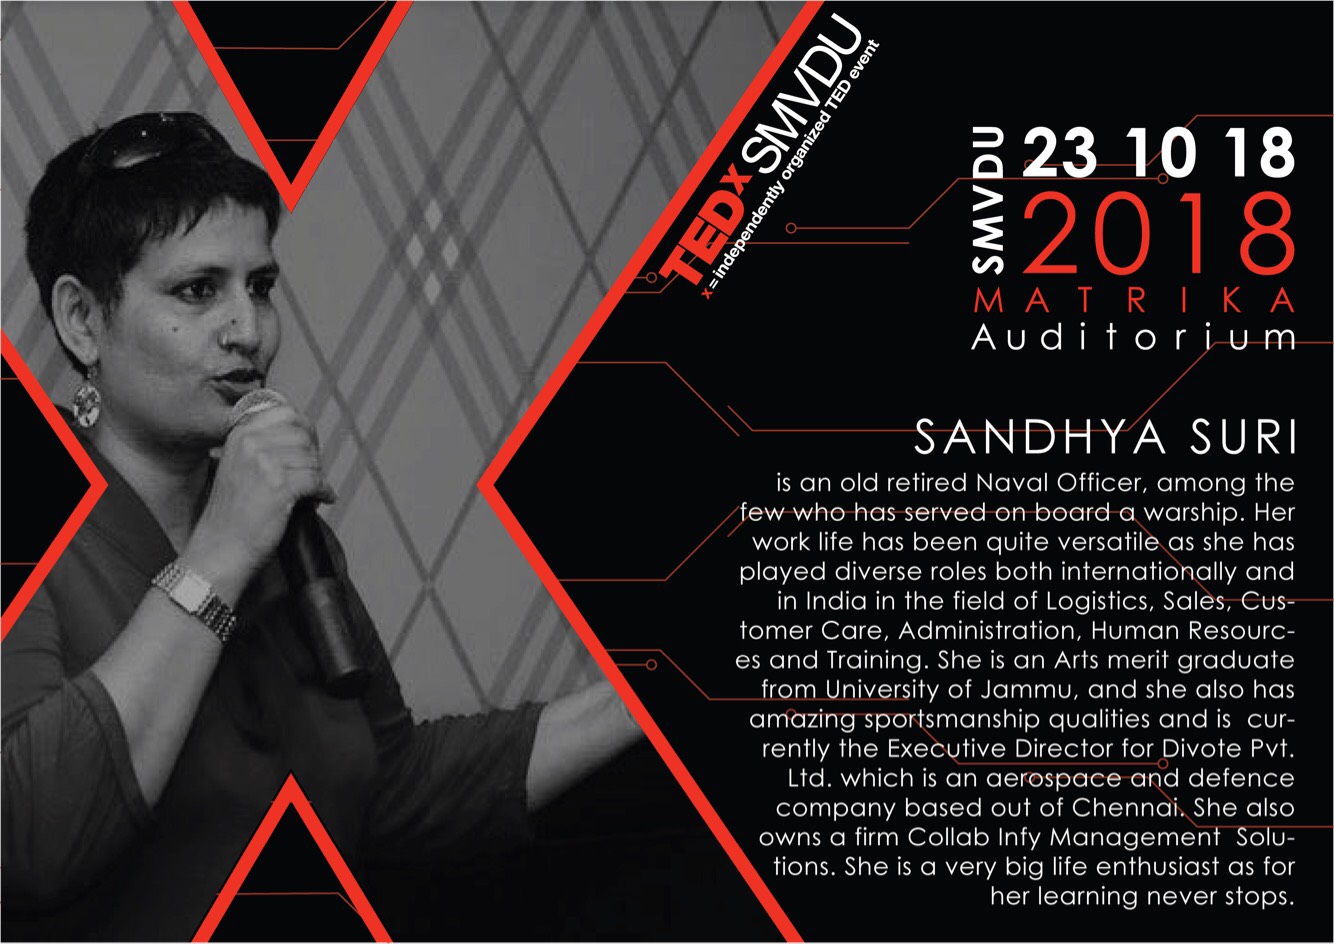 TEDx SMVDU
x = independently organized TED event
SMVDU
23 10 18
2018
MATRIKA
Auditorium
SANDHYA SURI
is an old retired Naval Officer, among the
few who has served on board a warship. Her
work life has been quite versatile as she has
played diverse roles both internationally and
in India in the field of Logistics, Sales, Cus-
tomer Care, Administration, Human Resourc-
es and Training. She is an Arts merit graduate
from University of Jammu, and she also has
amazing sportsmanship qualities and is  cur-
rently the Executive Director for Divote Pvt.
Ltd. which is an aerospace and defence
company based out of Chennai. She also
owns a firm Collab Infy Management  Solu-
tions. She is a very big life enthusiast as for
her learning never stops.